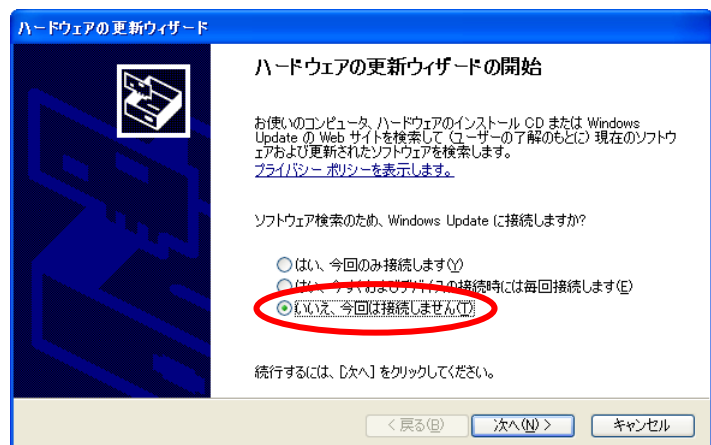 ハードウェアの更新ウィザード
ハードウェアの更新ウィザードの開始
お使いのコンピュータ、ハードウェアのインストール CD または Windows
Update の Web サイトを検索して (ユーザーの了解のもとに) 現在のソフトウ
ェアおよび更新されたソフトウェアを検索します。
プライバシー ポリシーを表示します。
ソフトウェア検索のため、Windows Update に接続しますか?
はい、今回のみ接続します(Y)
はい、今すぐおよびデバイスの接続時には毎回接続します(E)
いいえ、今回は接続しません(T)
続行するには、[次へ] をクリックしてください。
< 戻る(B) 次へ(N) > キャンセル